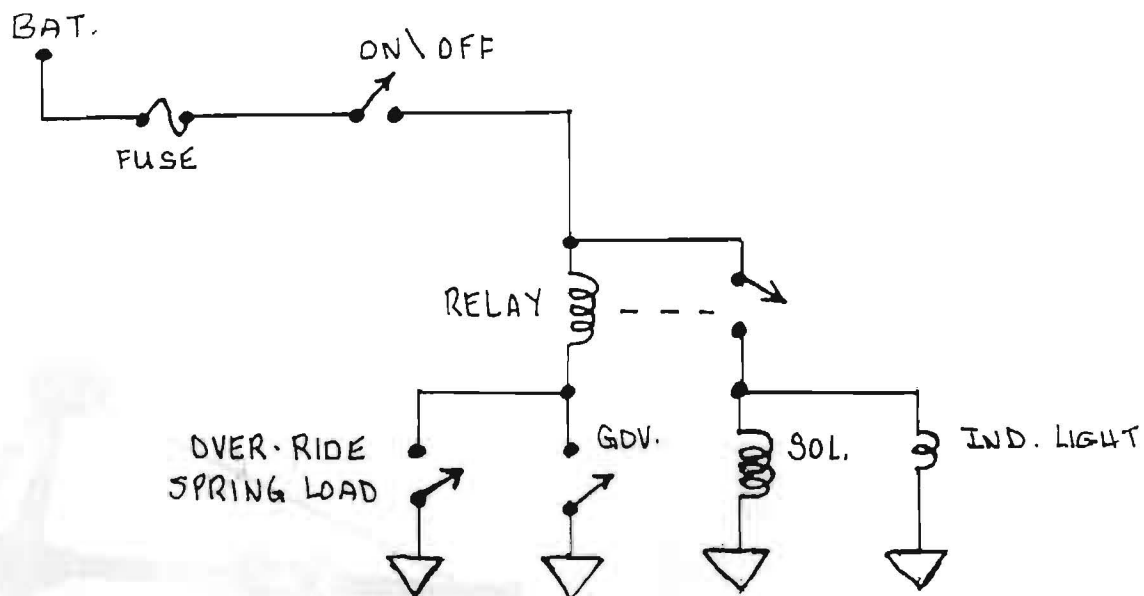 BAT.
ON\OFF
FUSE
RELAY
OVER·RIDE
SPRING LOAD
GOV.
SOL.
IND. LIGHT